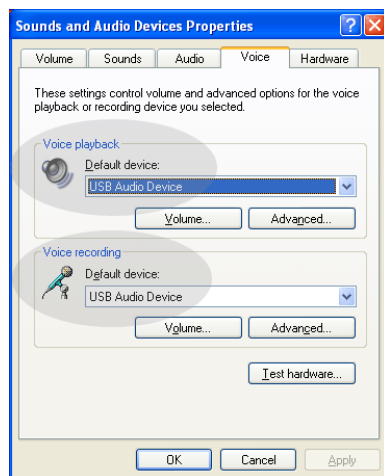 Sounds and Audio Devices Properties
Volume Sounds Audio Voice Hardware
These settings control volume and advanced options for the voice
playback or recording device you selected.
Voice playback
Default device:
USB Audio Device
Volume... Advanced...
Voice recording
Default device:
USB Audio Device
Volume... Advanced...
Test hardware...
OK Cancel Apply